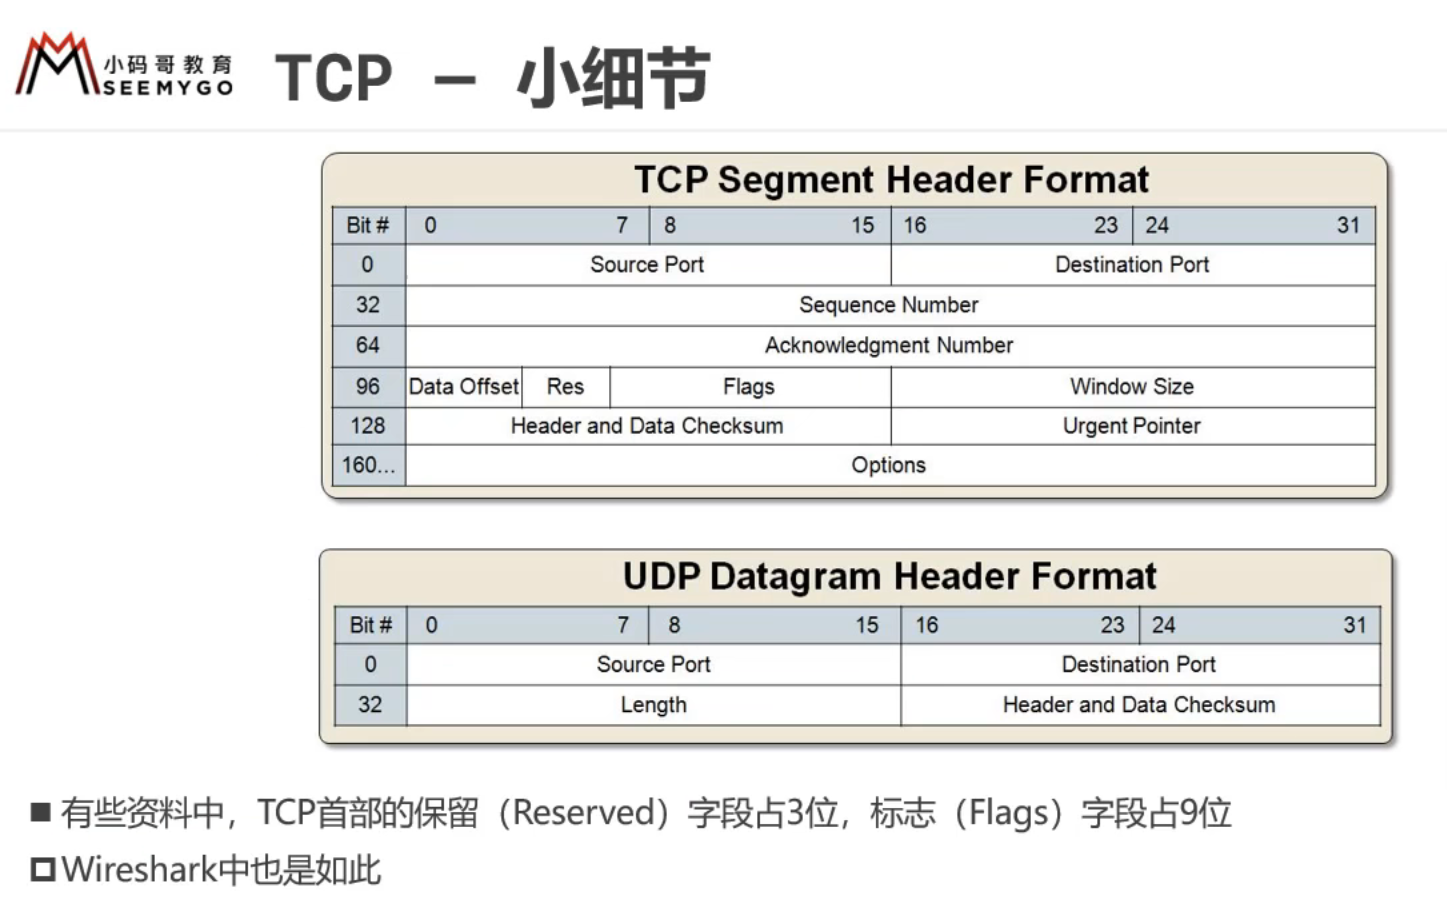 小码哥教育
SEEMYGO
TCP – 小细节
TCP Segment Header Format
Bit # 0 7 8 15 16 23 24 31
0 Source Port Destination Port
32 Sequence Number
64 Acknowledgment Number
96 Data Offset Res Flags Window Size
128 Header and Data Checksum Urgent Pointer
160... Options
UDP Datagram Header Format
Bit # 0 7 8 15 16 23 24 31
0 Source Port Destination Port
32 Length Header and Data Checksum
有些资料中，TCP首部的保留（Reserved）字段占3位，标志（Flags）字段占9位
Wireshark中也是如此